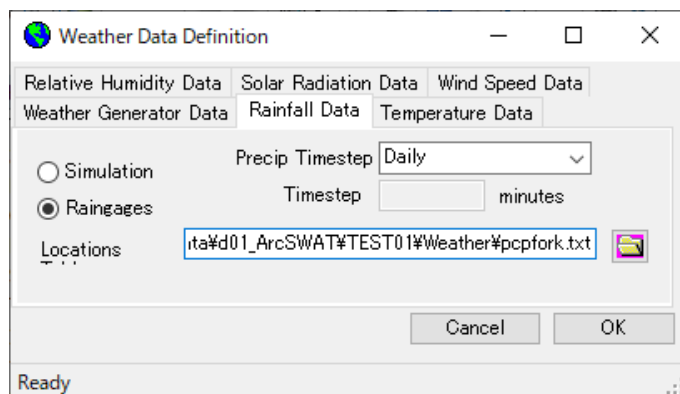 Weather Data Definition
Relative Humidity Data Solar Radiation Data Wind Speed Data
Weather Generator Data Rainfall Data Temperature Data
Simulation
Raingages
Precip Timestep Daily
Timestep minutes
Locations
ıta¥d01_ArcSWAT¥TEST01¥Weather¥pcpfork.txt
Cancel OK
Ready